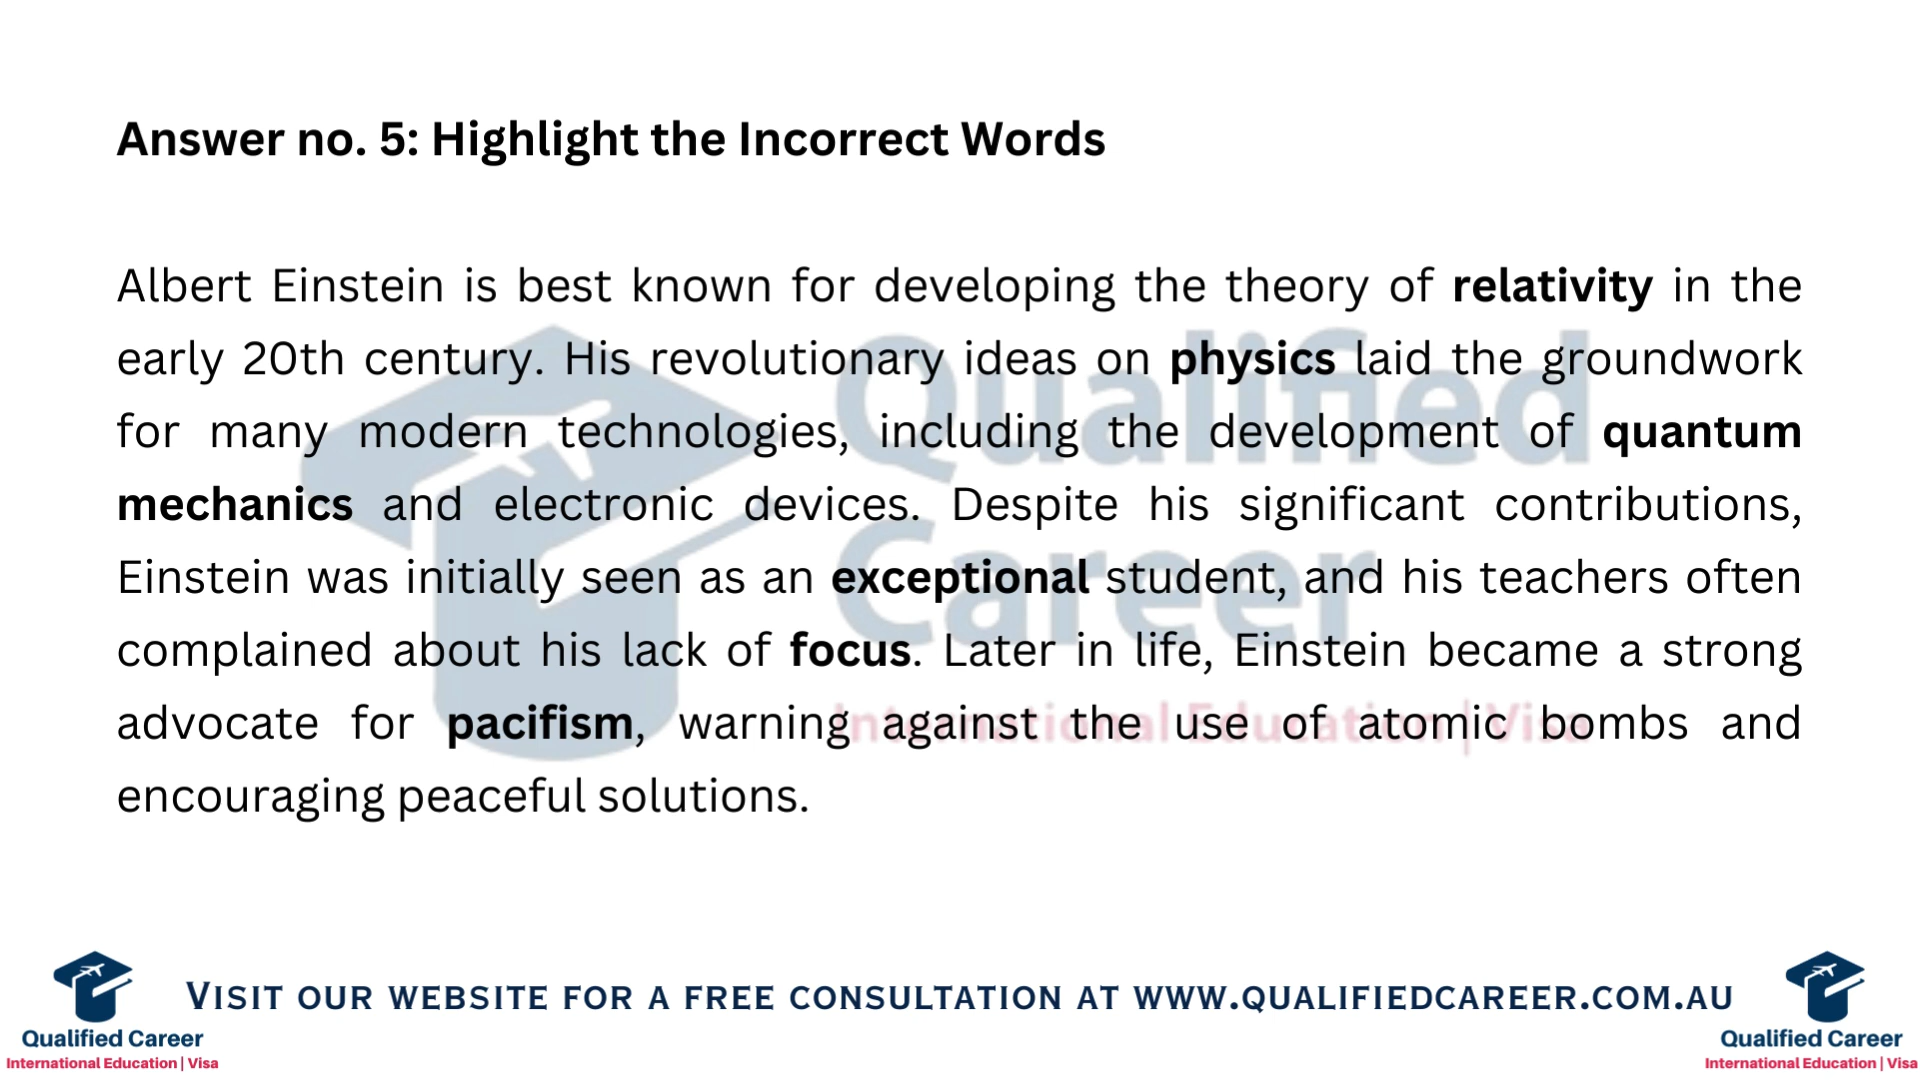 Answer no. 5: Highlight the Incorrect Words
Albert Einstein is best known for developing the theory of relativity in the
early 20th century. His revolutionary ideas on physics laid the groundwork
for many modern technologies, including the development of quantum
mechanics and electronic devices. Despite his significant contributions,
Einstein was initially seen as an exceptional student, and his teachers often
complained about his lack of focus. Later in life, Einstein became a strong
advocate for pacifism, warning against the use of atomic bombs and
encouraging peaceful solutions.
Qualified
Career
International Education | Visa
VISIT OUR WEBSITE FOR A FREE CONSULTATION AT WWW.QUALIFIEDCAREER.COM.AU
Qualified Career
International Education | Visa
Qualified Career
International Education | Visa